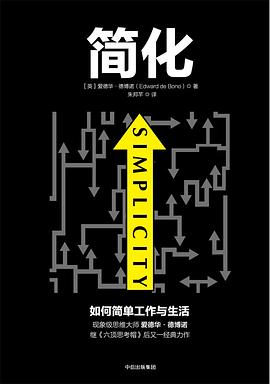 简化
[英] 爱德华·德博诺 (Edward de Bono) ◎ 著
朱邦芊 ◎ 译
SIMPLICITY
如何简单工作与生活
现象级思维大师 爱德华·德博诺
继《六顶思考帽》后又一经典力作
中信出版集团